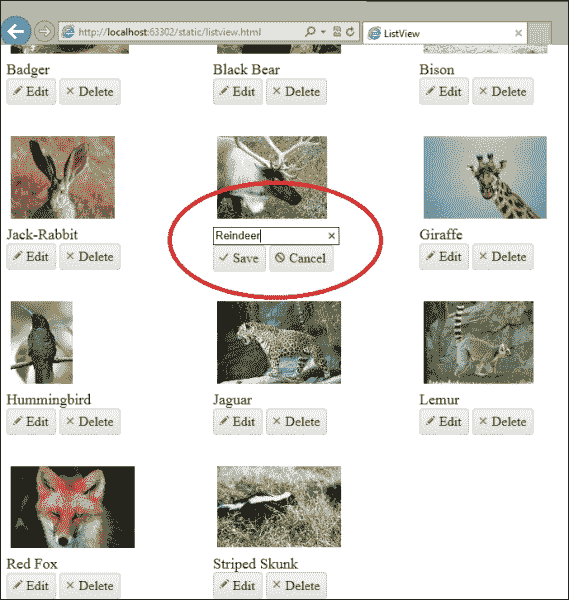 http://localhost:63302/static/listview.html ListView
Badger Black Bear Bison
Edit Delete Edit Delete Edit Delete
Reindeer
Jack-Rabbit Giraffe
Edit Delete Save Cancel Edit Delete
Hummingbird Jaguar Lemur
Edit Delete Edit Delete Edit Delete
Red Fox Striped Skunk
Edit Delete Edit Delete